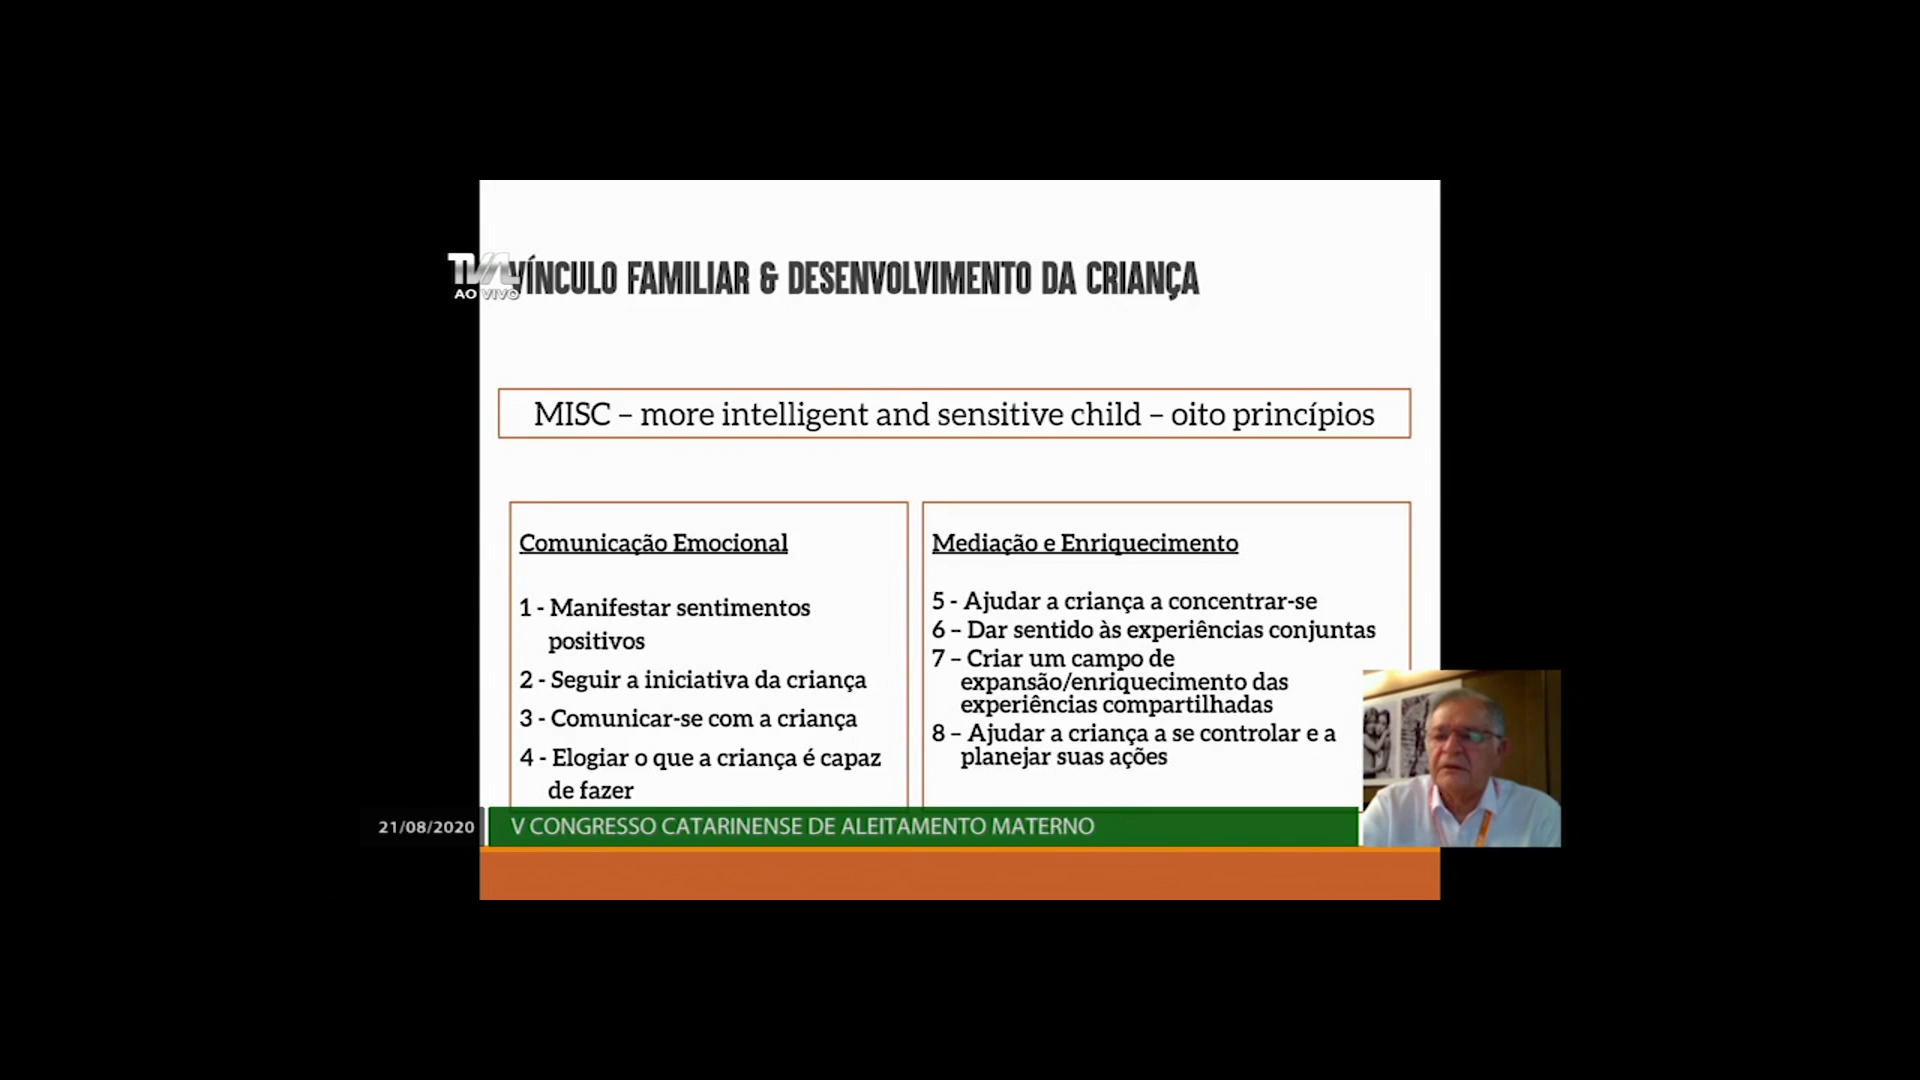 TVAL
AO VIVO
VÍNCULO FAMILIAR & DESENVOLVIMENTO DA CRIANÇA
MISC – more intelligent and sensitive child – oito princípios
Comunicação Emocional
1 - Manifestar sentimentos
positivos
2 - Seguir a iniciativa da criança
3 - Comunicar-se com a criança
4 - Elogiar o que a criança é capaz
de fazer
Mediação e Enriquecimento
5 - Ajudar a criança a concentrar-se
6 – Dar sentido às experiências conjuntas
7 – Criar um campo de
expansão/enriquecimento das
experiências compartilhadas
8 – Ajudar a criança a se controlar e a
planejar suas ações
21/08/2020
V CONGRESSO CATARINENSE DE ALEITAMENTO MATERNO